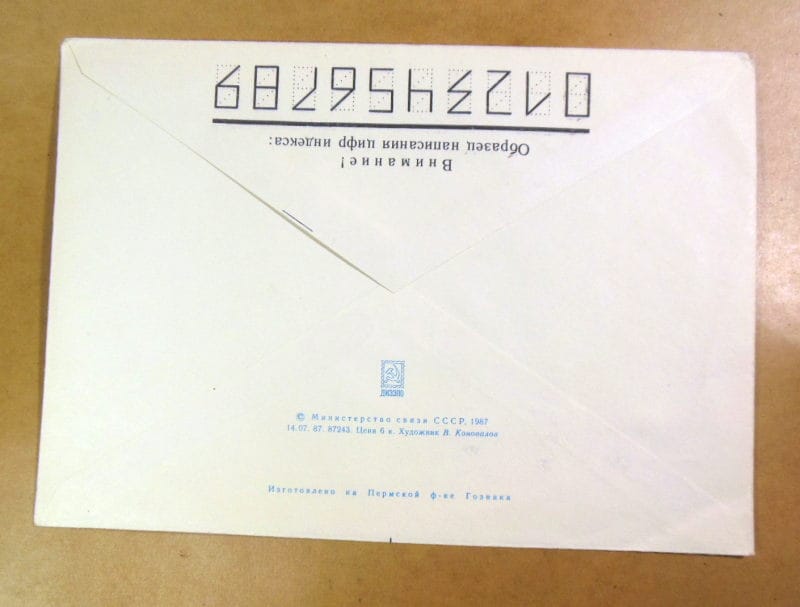 Внимание!
Образец написания цифр индекса:
0123456789
ДИЭЗПО
© Министерство связи СССР, 1987
14.07. 87. 87243. Цена 6 к. Художник В. Коновалов
Изготовлено на Пермской ф-ке Гознака